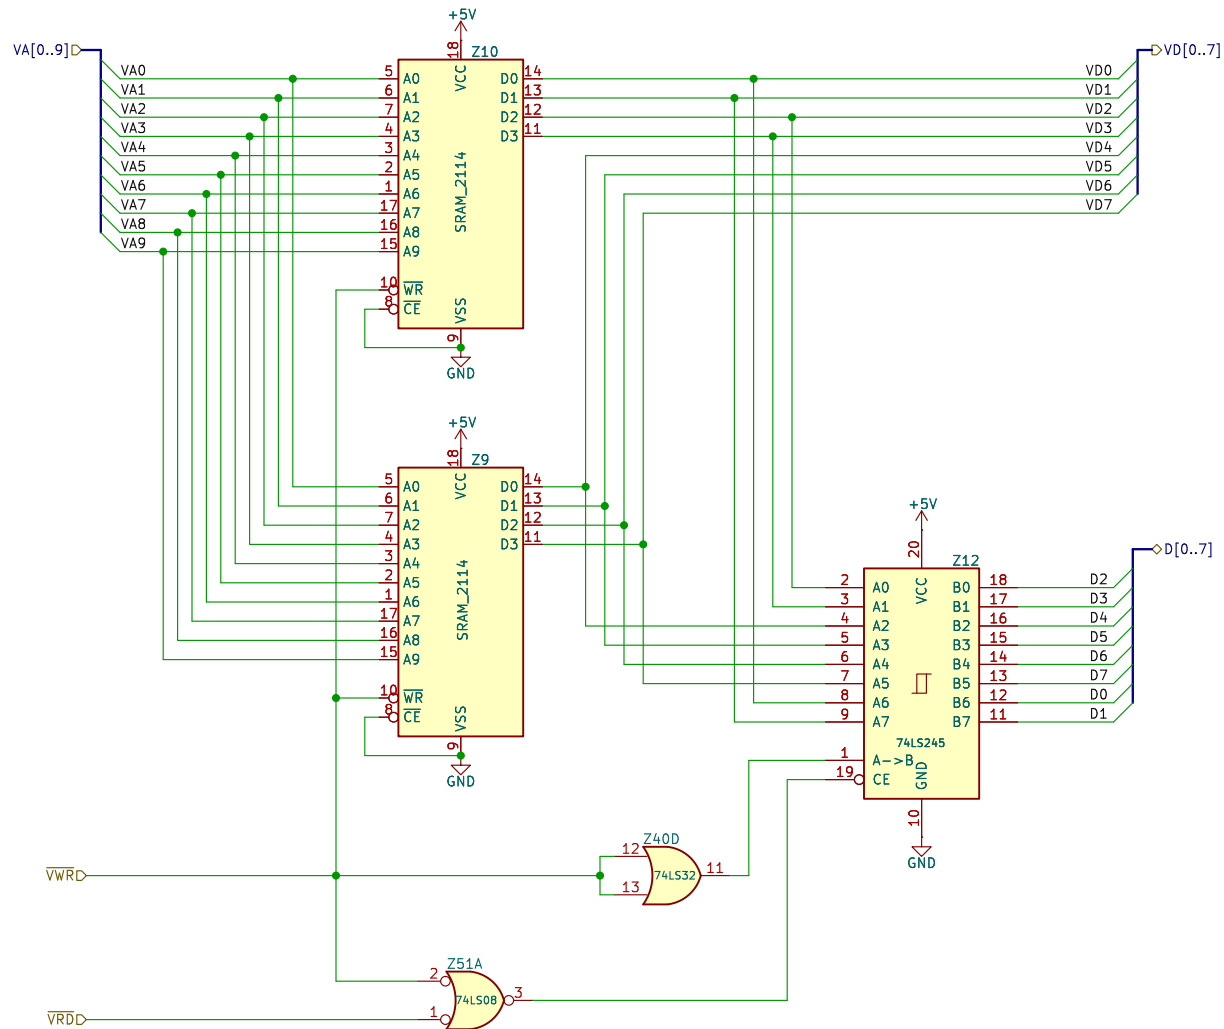 +5V
VA[0..9]
18
Z10
VD[0..7]
VA0 5 A0 VCC D0 14 VD0
VA1 6 A1 D1 13 VD1
VA2 7 A2 D2 12 VD2
VA3 4 A3 D3 11 VD3
VA4 3 A4 VD4
VA5 2 A5 VD5
VA6 1 A6 SRAM_2114 VD6
VA7 17 A7 VD7
VA8 16 A8
VA9 15 A9
10 WR
8 CE VSS
9
GND
+5V
18
Z9
5 A0 VCC D0 14
6 A1 D1 13
7 A2 D2 12
4 A3 D3 11
3 A4
2 A5
1 A6 SRAM_2114
17 A7
16 A8
15 A9
10 WR
8 CE VSS
9
GND
+5V
20
D[0..7]
Z12
2 A0 VCC B0 18 D2
3 A1 B1 17 D3
4 A2 B2 16 D4
5 A3 B3 15 D5
6 A4 B4 14 D6
7 A5 B5 13 D7
8 A6 B6 12 D0
9 A7 B7 11 D1
74LS245
1 A->B
19 CE GND
10
GND
Z40D
12
VWR 74LS32 11
13
Z51A
2
74LS08 3
VRD 1